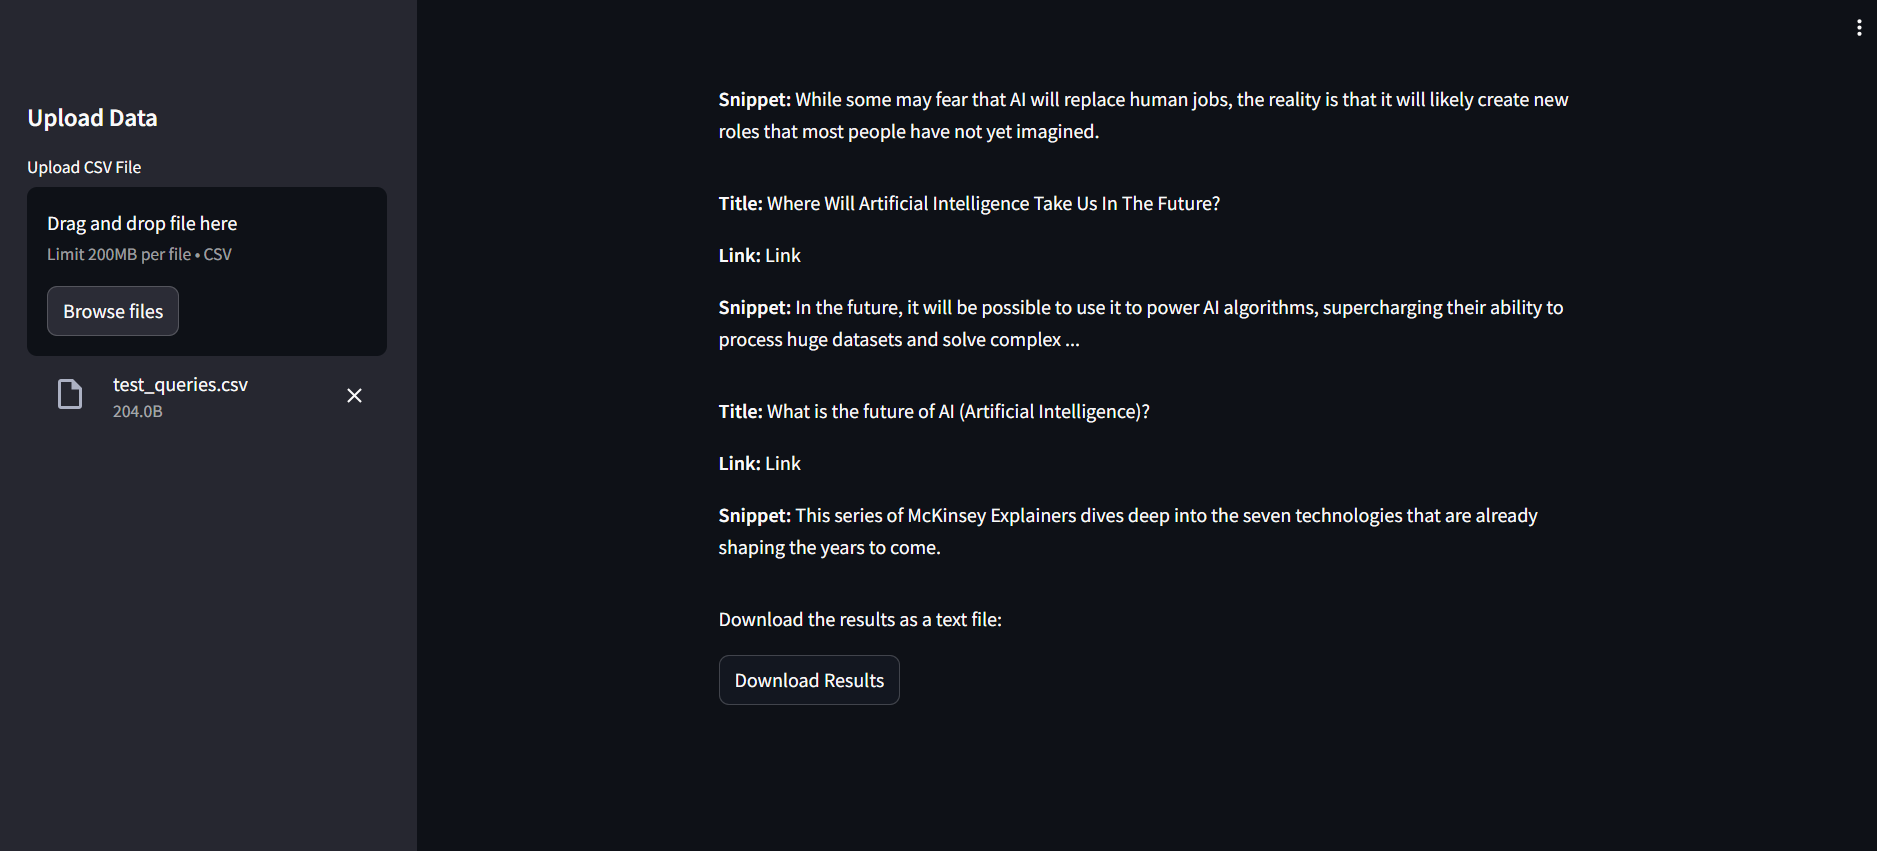 Upload Data
Upload CSV File
Drag and drop file here
Limit 200MB per file • CSV
Browse files
test_queries.csv
204.0B
Snippet: While some may fear that AI will replace human jobs, the reality is that it will likely create new
roles that most people have not yet imagined.
Title: Where Will Artificial Intelligence Take Us In The Future?
Link: Link
Snippet: In the future, it will be possible to use it to power AI algorithms, supercharging their ability to
process huge datasets and solve complex ...
Title: What is the future of AI (Artificial Intelligence)?
Link: Link
Snippet: This series of McKinsey Explainers dives deep into the seven technologies that are already
shaping the years to come.
Download the results as a text file:
Download Results